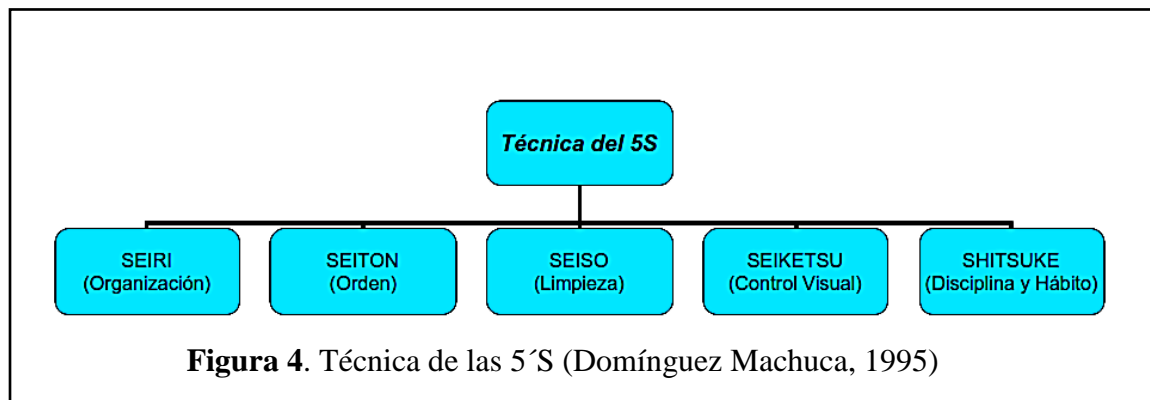 Técnica del 5S
SEIRI
(Organización)
SEITON
(Orden)
SEISO
(Limpieza)
SEIKETSU
(Control Visual)
SHITSUKE
(Disciplina y Hábito)
Figura 4. Técnica de las 5´S (Domínguez Machuca, 1995)